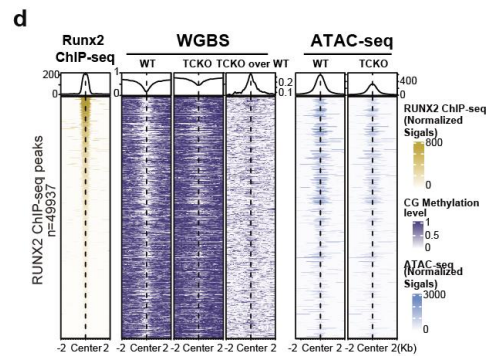 d
Runx2
ChIP-seq
WGBS
ATAC-seq
WT
TCKO
TCKO over WT
WT
TCKO
200
0
1
0
0.2
0.1
400
0
RUNX2 ChIP-seq peaks
n=49937
RUNX2 ChIP-seq
(Normalized
Sigals)
800
0
CG Methylation
level
1
0.5
0
ATAC-seq
(Normalized
Sigals)
3000
0
-2 Center 2 -2 Center 2 -2 Center 2 -2 Center 2 -2 Center 2 -2 Center 2(Kb)